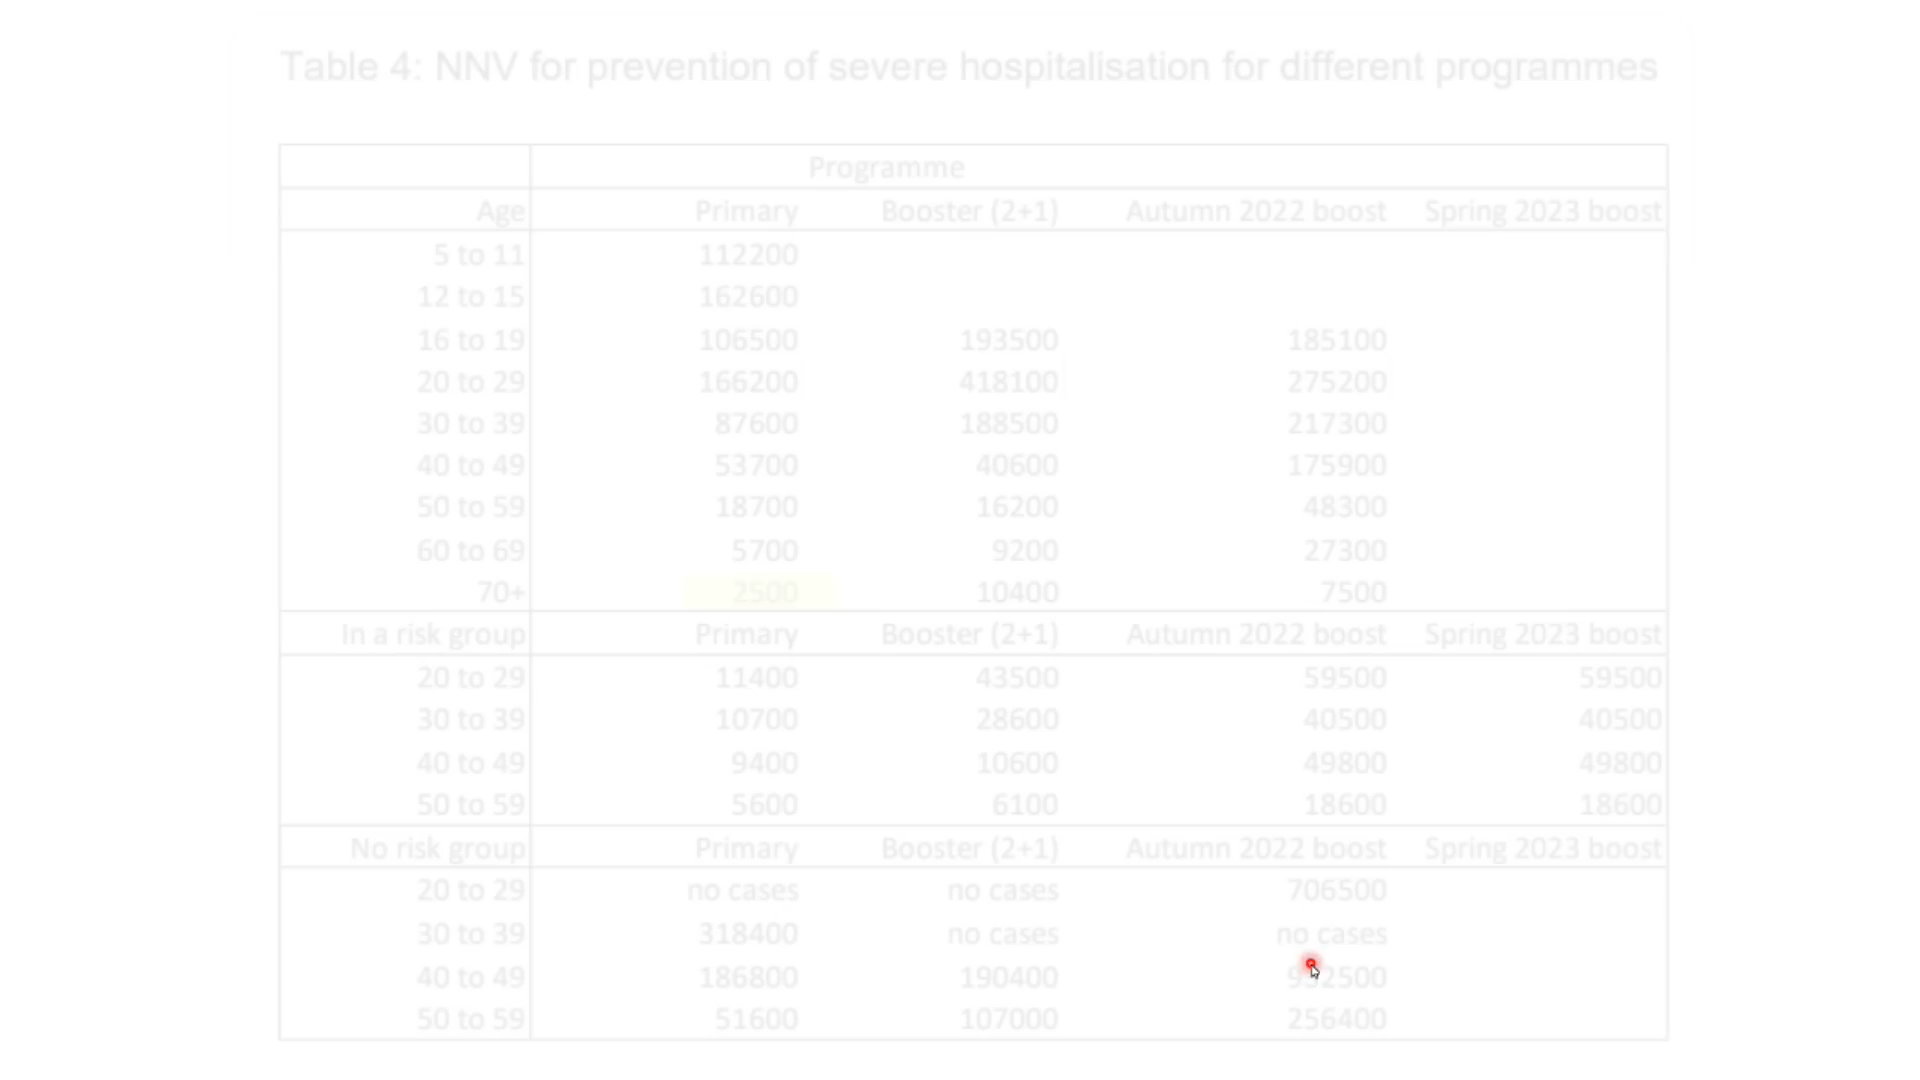 Table 4: NNV for prevention of severe hospitalisation for different programmes
Programme
Age Primary Booster (2+1) Autumn 2022 boost Spring 2023 boost
5 to 11 112200
12 to 15 162600
16 to 19 106500 193500 185100
20 to 29 166200 418100 275200
30 to 39 87600 188500 217300
40 to 49 53700 40600 175900
50 to 59 18700 16200 48300
60 to 69 5700 9200 27300
70+ 2500 10400 7500
In a risk group Primary Booster (2+1) Autumn 2022 boost Spring 2023 boost
20 to 29 11400 43500 59500 59500
30 to 39 10700 28600 40500 40500
40 to 49 9400 10600 49800 49800
50 to 59 5600 6100 18600 18600
No risk group Primary Booster (2+1) Autumn 2022 boost Spring 2023 boost
20 to 29 no cases no cases 706500
30 to 39 318400 no cases no cases
40 to 49 186800 190400 932500
50 to 59 51600 107000 256400